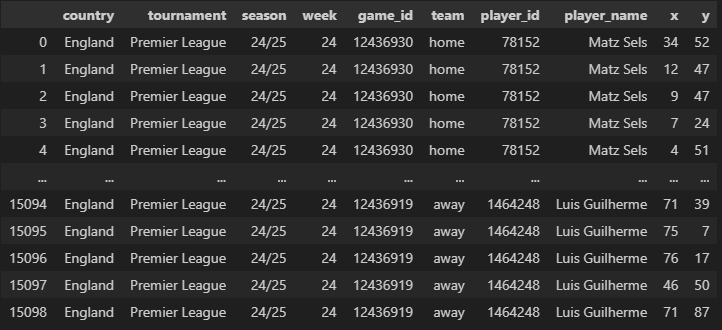 country tournament season week game_id team player_id player_name x y
0 England Premier League 24/25 24 12436930 home 78152 Matz Sels 34 52
1 England Premier League 24/25 24 12436930 home 78152 Matz Sels 12 47
2 England Premier League 24/25 24 12436930 home 78152 Matz Sels 9 47
3 England Premier League 24/25 24 12436930 home 78152 Matz Sels 7 24
4 England Premier League 24/25 24 12436930 home 78152 Matz Sels 4 51
... ... ... ... ... ... ... ... ... ... ...
15094 England Premier League 24/25 24 12436919 away 1464248 Luis Guilherme 71 39
15095 England Premier League 24/25 24 12436919 away 1464248 Luis Guilherme 75 7
15096 England Premier League 24/25 24 12436919 away 1464248 Luis Guilherme 76 17
15097 England Premier League 24/25 24 12436919 away 1464248 Luis Guilherme 46 50
15098 England Premier League 24/25 24 12436919 away 1464248 Luis Guilherme 71 87